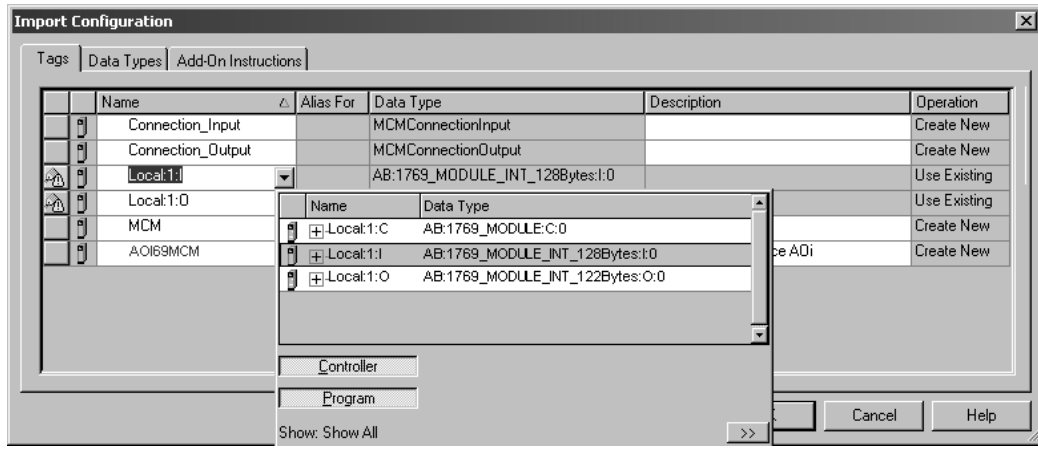 Import Configuration
Tags Data Types Add-On Instructions
Name Alias For Data Type Description Operation
Connection_Input MCMConnectionInput Create New
Connection_Output MCMConnectionOutput Create New
Local:1:I AB:1769_MODULE_INT_128Bytes:I:0 Use Existing
Local:1:O Use Existing
MCM Create New
AOI69MCM ce AOi Create New
Name Data Type
Local:1:C AB:1769_MODULE:C:0
Local:1:I AB:1769_MODULE_INT_128Bytes:I:0
Local:1:O AB:1769_MODULE_INT_122Bytes:O:0
Controller
Program
Show: Show All >>
Cancel Help